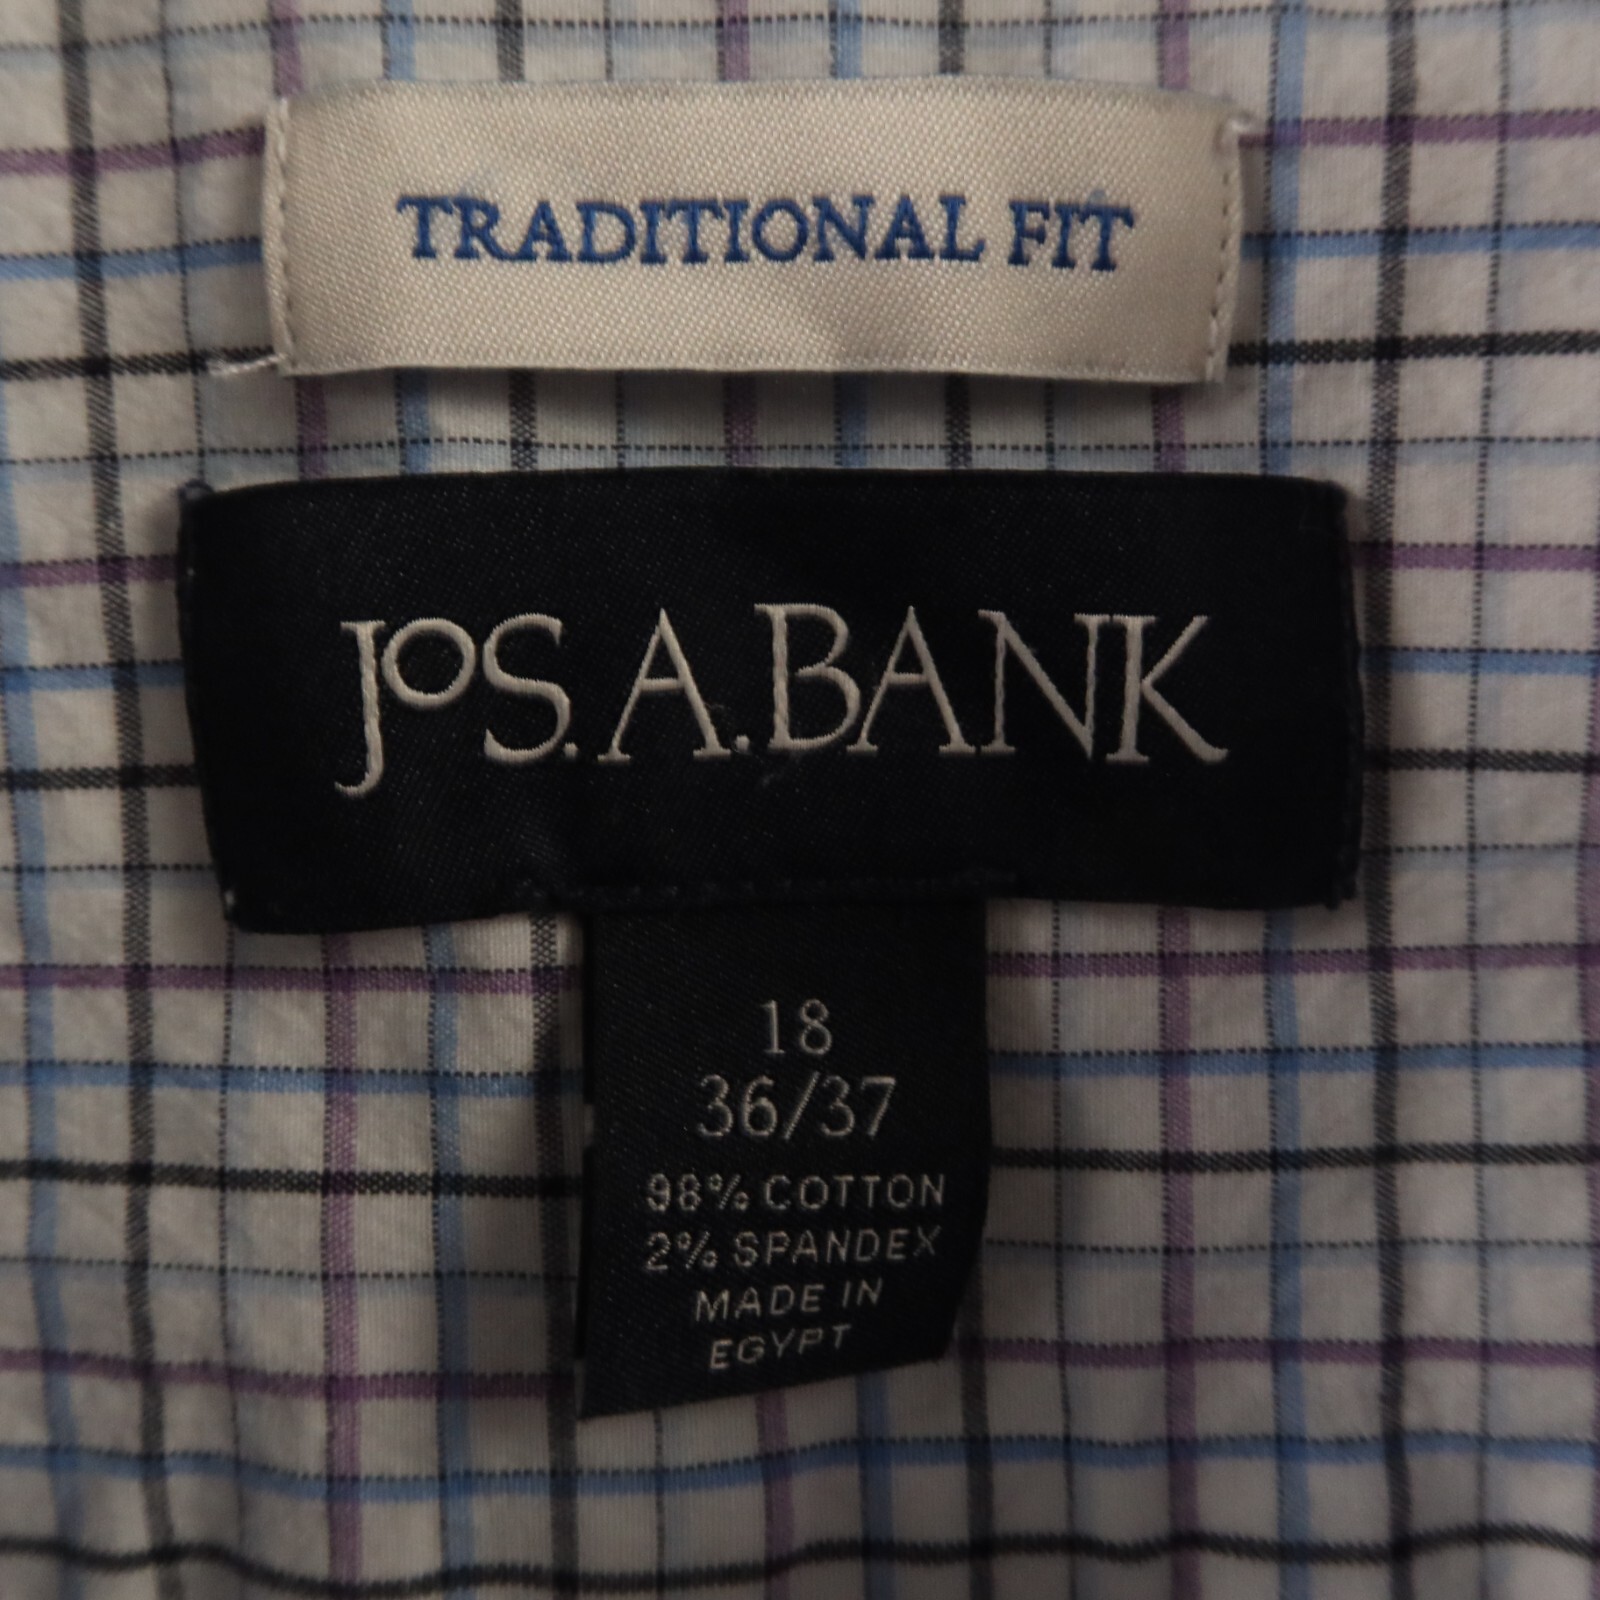 TRADITIONAL FIT
JOS. A. BANK
18
36/37
98% COTTON
2% SPANDEX
MADE IN
EGYPT